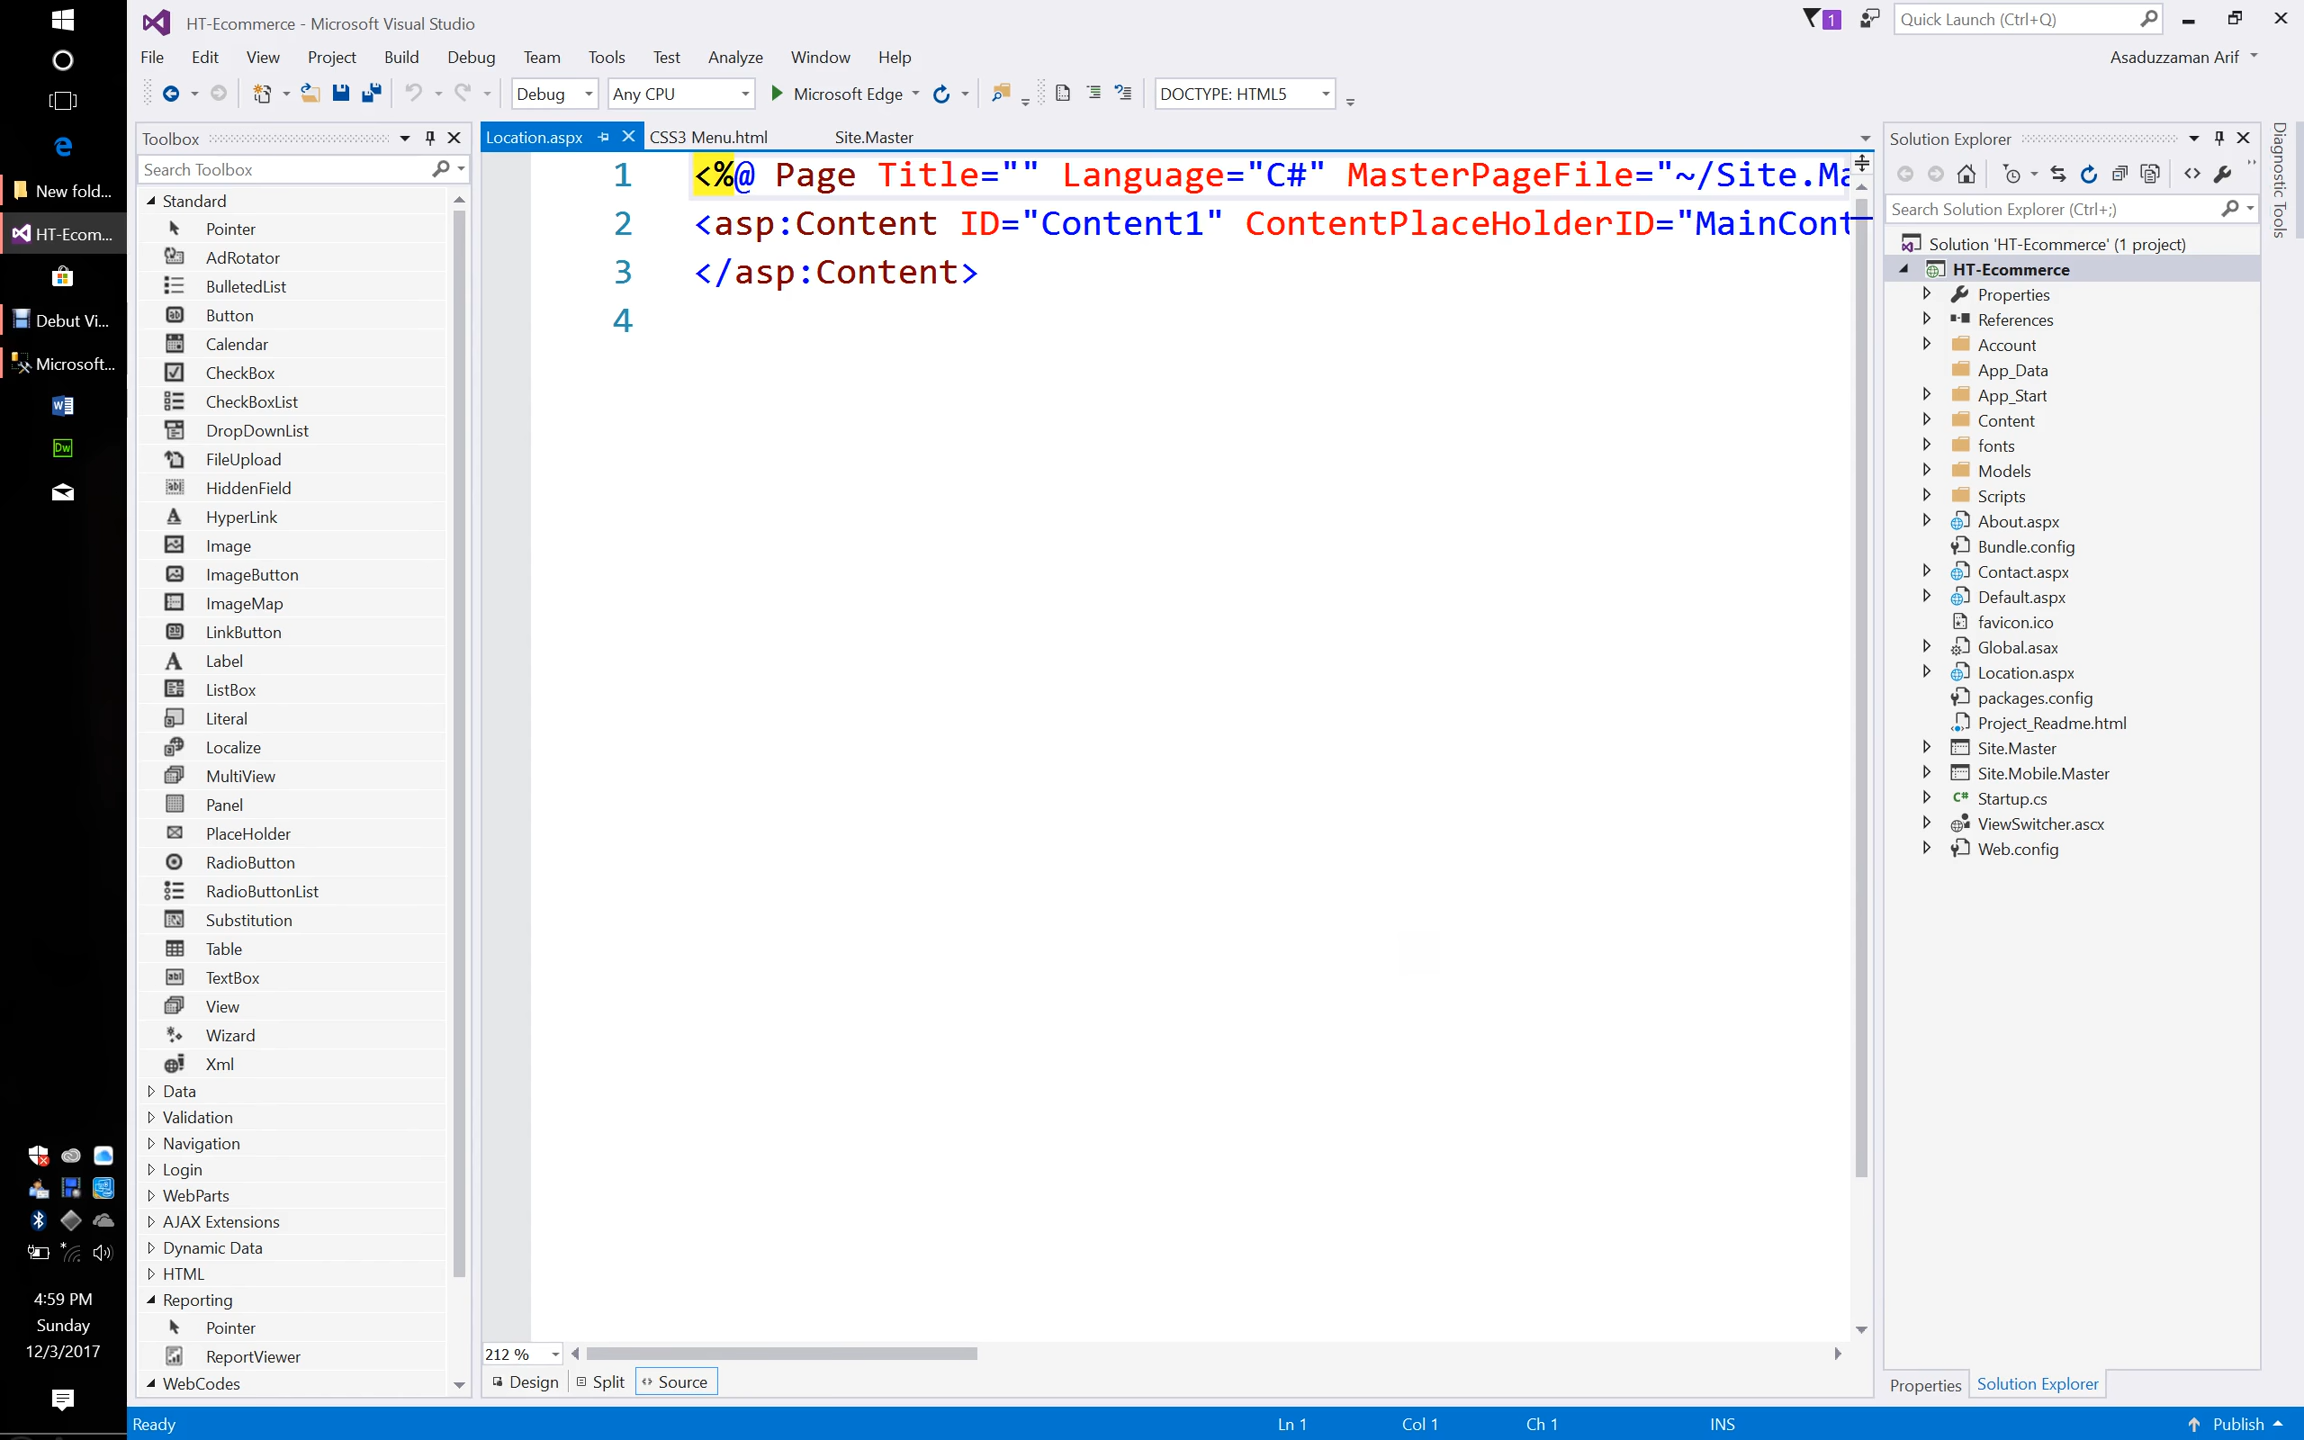 HT-Ecommerce - Microsoft Visual Studio
1
Quick Launch (Ctrl+Q)
File Edit View Project Build Debug Team Tools Test Analyze Window Help
Asaduzzaman Arif
Debug Any CPU Microsoft Edge DOCTYPE: HTML5
New fold...
HT-Ecom...
Debut Vi...
Microsoft...
Dw
4:59 PM
Sunday
12/3/2017
Toolbox
Search Toolbox
Standard
Pointer
AdRotator
BulletedList
Button
Calendar
CheckBox
CheckBoxList
DropDownList
FileUpload
HiddenField
HyperLink
Image
ImageButton
ImageMap
LinkButton
Label
ListBox
Literal
Localize
MultiView
Panel
PlaceHolder
RadioButton
RadioButtonList
Substitution
Table
TextBox
View
Wizard
Xml
Data
Validation
Navigation
Login
WebParts
AJAX Extensions
Dynamic Data
HTML
Reporting
Pointer
ReportViewer
WebCodes
Location.aspx CSS3 Menu.html Site.Master
1 <%@ Page Title="" Language="C#" MasterPageFile="~/Site.Ma
2 <asp:Content ID="Content1" ContentPlaceHolderID="MainCont
3 </asp:Content>
4
212 %
Design Split Source
Solution Explorer
Search Solution Explorer (Ctrl+;)
Solution 'HT-Ecommerce' (1 project)
HT-Ecommerce
Properties
References
Account
App_Data
App_Start
Content
fonts
Models
Scripts
About.aspx
Bundle.config
Contact.aspx
Default.aspx
favicon.ico
Global.asax
Location.aspx
packages.config
Project_Readme.html
Site.Master
Site.Mobile.Master
C# Startup.cs
ViewSwitcher.ascx
Web.config
Properties Solution Explorer
Diagnostic Tools
Ready Ln 1 Col 1 Ch 1 INS Publish